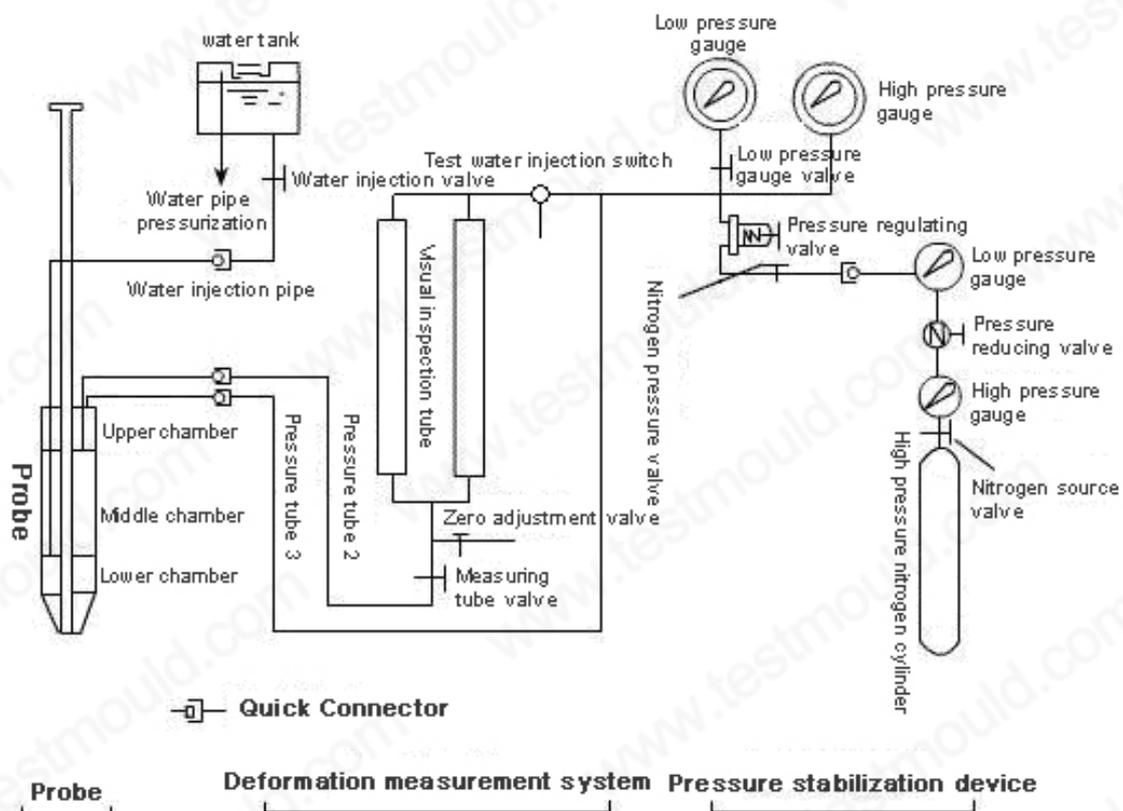 water tank
Low pressure
gauge
High pressure
gauge
Test water injection switch
Low pressure
gauge valve
Water injection valve
Water pipe
pressurization
Pressure regulating
valve
Low pressure
gauge
Water injection pipe
Visual inspection tube
Nitrogen pressure valve
Pressure
reducing valve
High pressure
gauge
Upper chamber
Pressure tube 3
Pressure tube 2
Probe
Middle chamber
Zero adjustment valve
High pressure nitrogen cylinder
Nitrogen source
valve
Lower chamber
Measuring
tube valve
Quick Connector
Probe
Deformation measurement system
Pressure stabilization device
www.testmould.com